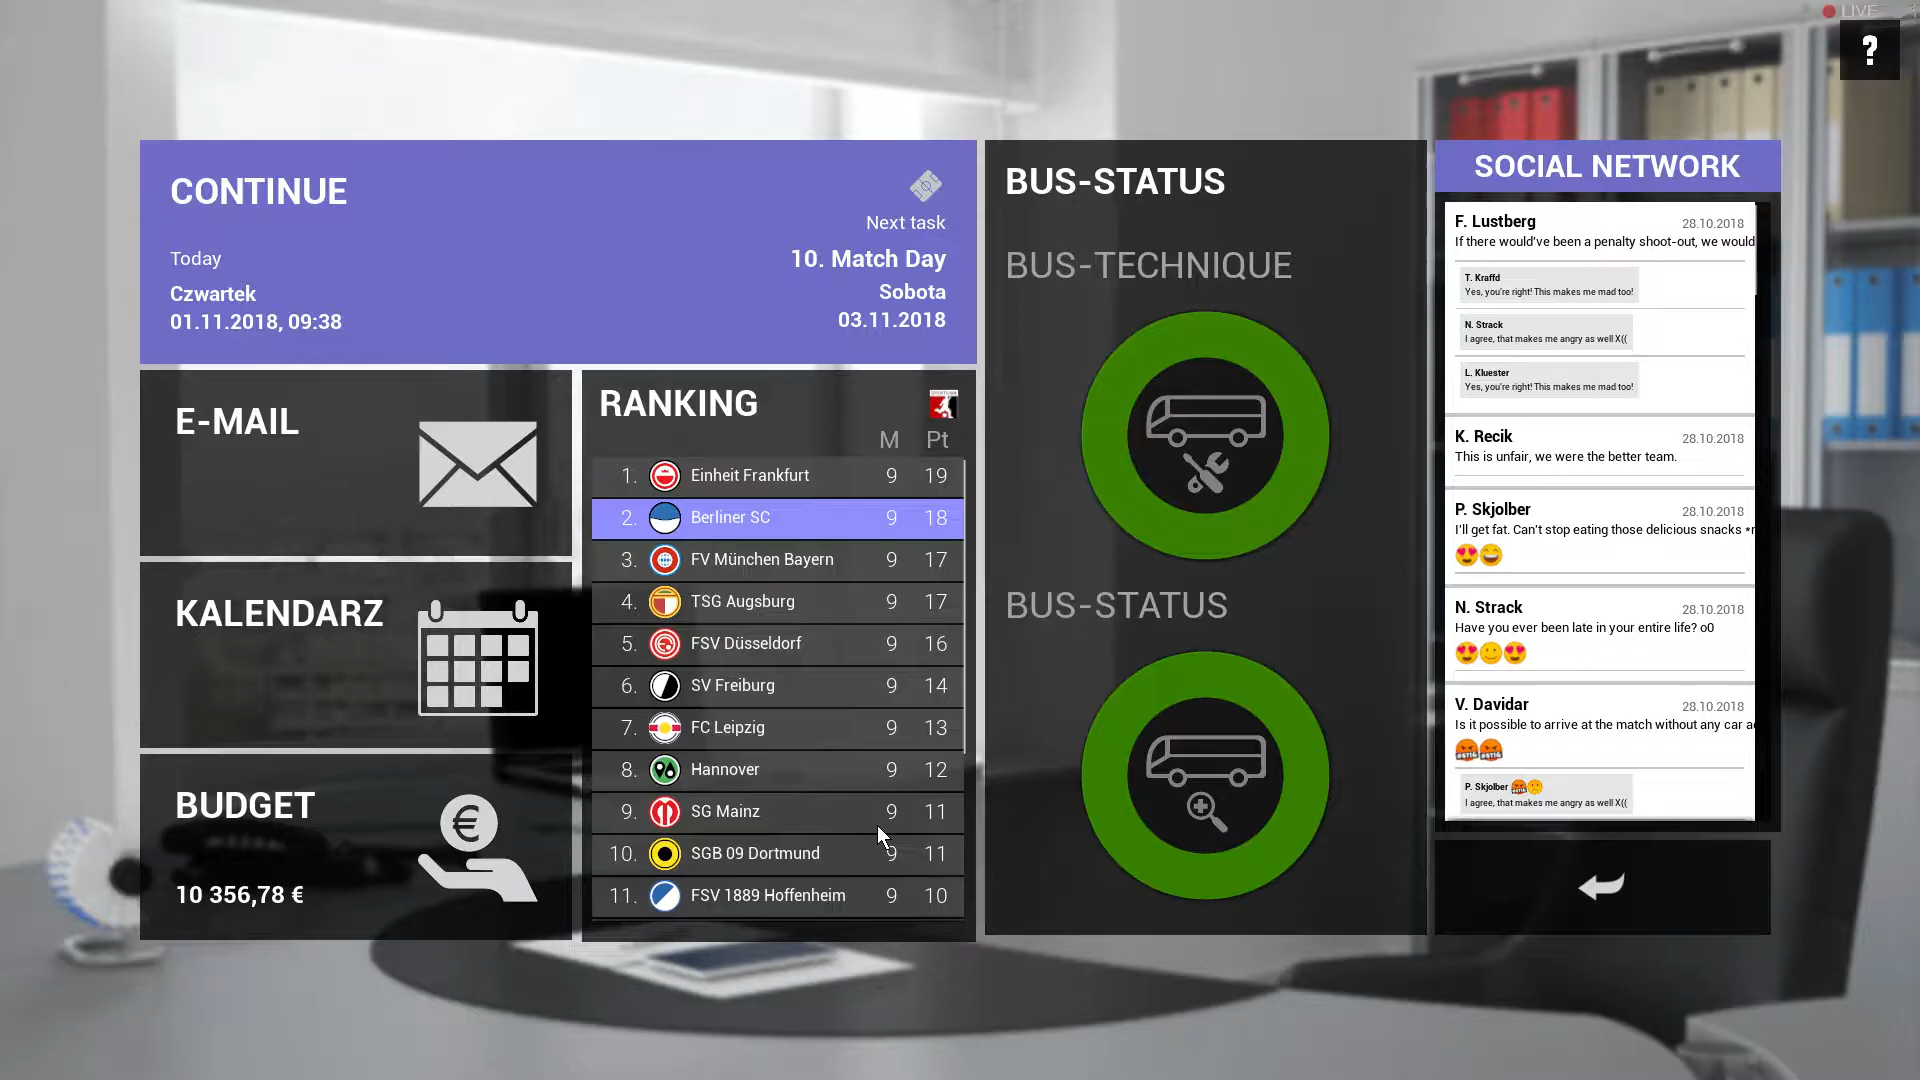 LIVE
?
CONTINUE
Next task
Today
10. Match Day
Czwartek
Sobota
01.11.2018, 09:38
03.11.2018
E-MAIL
KALENDARZ
BUDGET
€
10 356,78 €
RANKING
M Pt
1. Einheit Frankfurt 9 19
2. Berliner SC 9 18
3. FV München Bayern 9 17
4. TSG Augsburg 9 17
5. FSV Düsseldorf 9 16
6. SV Freiburg 9 14
7. FC Leipzig 9 13
8. Hannover 9 12
9. SG Mainz 9 11
10. SGB 09 Dortmund 9 11
11. FSV 1889 Hoffenheim 9 10
BUS-STATUS
BUS-TECHNIQUE
BUS-STATUS
SOCIAL NETWORK
F. Lustberg 28.10.2018
If there would've been a penalty shoot-out, we would
T. Kraffd
Yes, you're right! This makes me mad too!
N. Strack
I agree, that makes me angry as well X((
L. Kluester
Yes, you're right! This makes me mad too!
K. Recik 28.10.2018
This is unfair, we were the better team.
P. Skjolber 28.10.2018
I'll get fat. Can't stop eating those delicious snacks
N. Strack 28.10.2018
Have you ever been late in your entire life? o0
V. Davidar 28.10.2018
Is it possible to arrive at the match without any car
P. Skjolber
I agree, that makes me angry as well X((